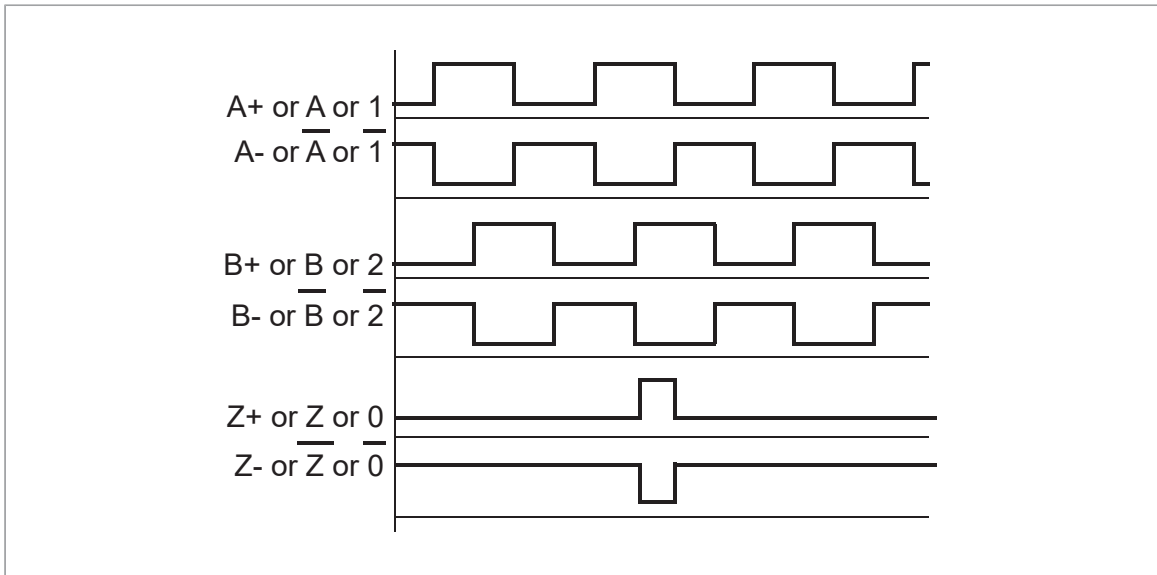 A+ or A or 1
A- or A̅ or 1̅
B+ or B or 2
B- or B̅ or 2̅
Z+ or Z or 0
Z- or Z̅ or 0̅